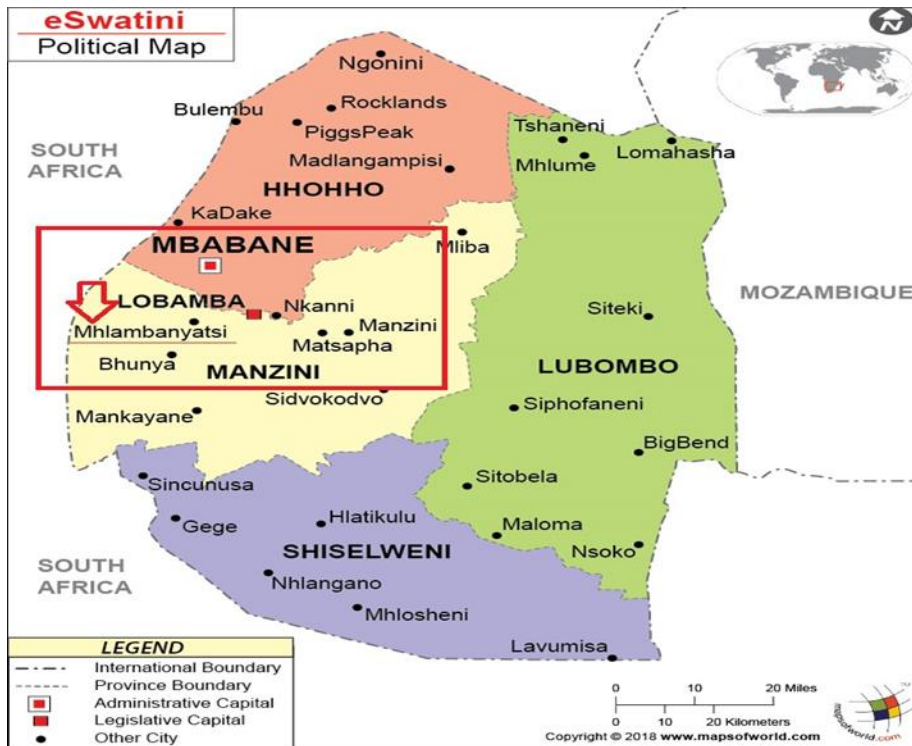 eSwatini
Political Map
N
Ngonini
Bulembu
Rocklands
PiggsPeak
Tshaneni
Lomahasha
SOUTH
AFRICA
Madlangampisi
Mhlume
HHOHHO
KaDake
MBABANE
Mliba
MOZAMBIQUE
LOBAMBA
Nkanni
Siteki
Mhlambanyatsi
Manzini
Matsapha
Bhunya
MANZINI
LUBOMBO
Sidvokodvo
Siphofaneni
Mankayane
BigBend
Sincunusa
Sitobela
Gege
Hlatikulu
Maloma
SHISELWENI
Nsoko
SOUTH
AFRICA
Nhlangano
Mhlosheni
Lavumisa
LEGEND
International Boundary
Province Boundary
Administrative Capital
Legislative Capital
Other City
0 10 20 Miles
0 10 20 Kilometers
Copyright © 2018 www.mapsofworld.com
mapsofworld.com